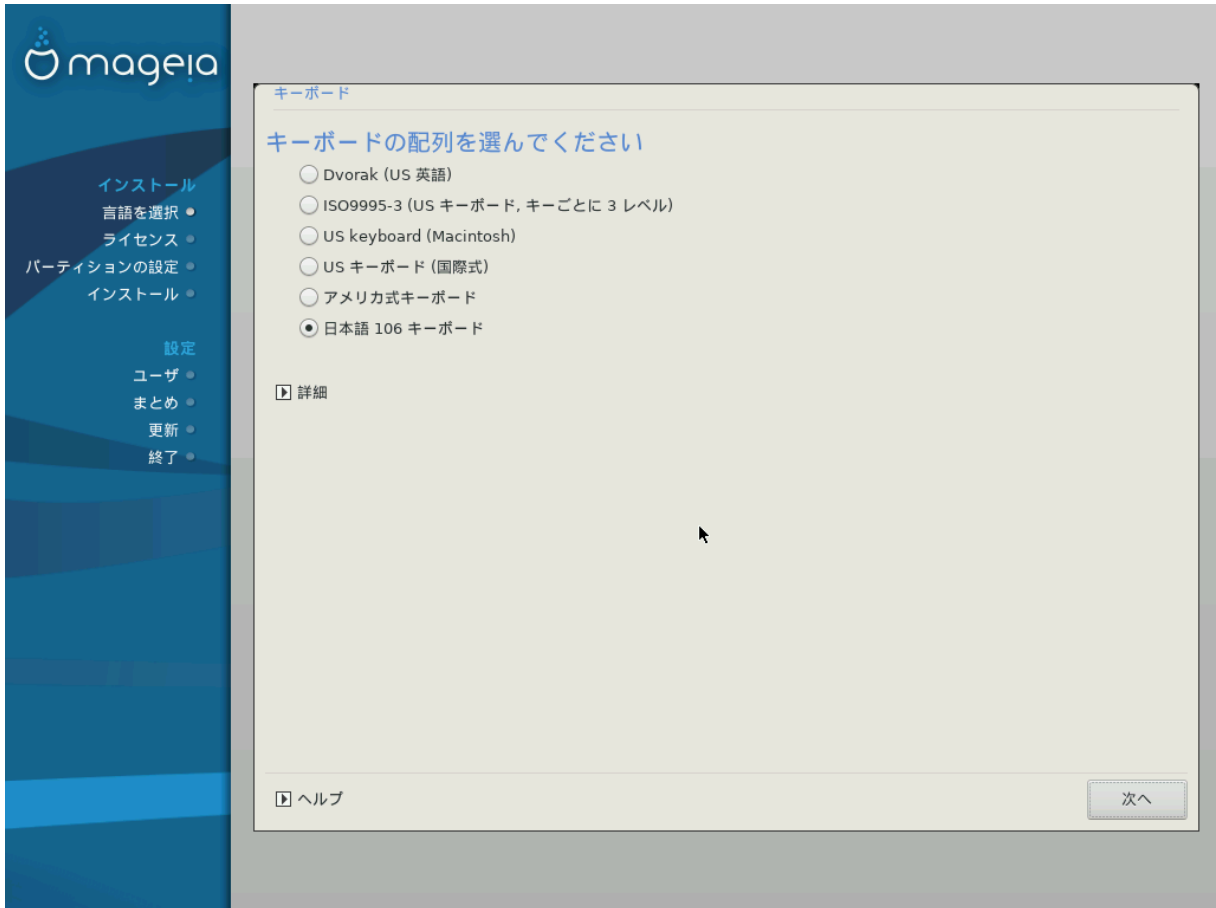 mageia
インストール
言語を選択
ライセンス
パーティションの設定
インストール
設定
ユーザ
まとめ
更新
終了
キーボード
キーボードの配列を選んでください
Dvorak (US 英語)
ISO9995-3 (US キーボード, キーごとに 3 レベル)
US keyboard (Macintosh)
US キーボード (国際式)
アメリカ式キーボード
日本語 106 キーボード
詳細
ヘルプ
次へ